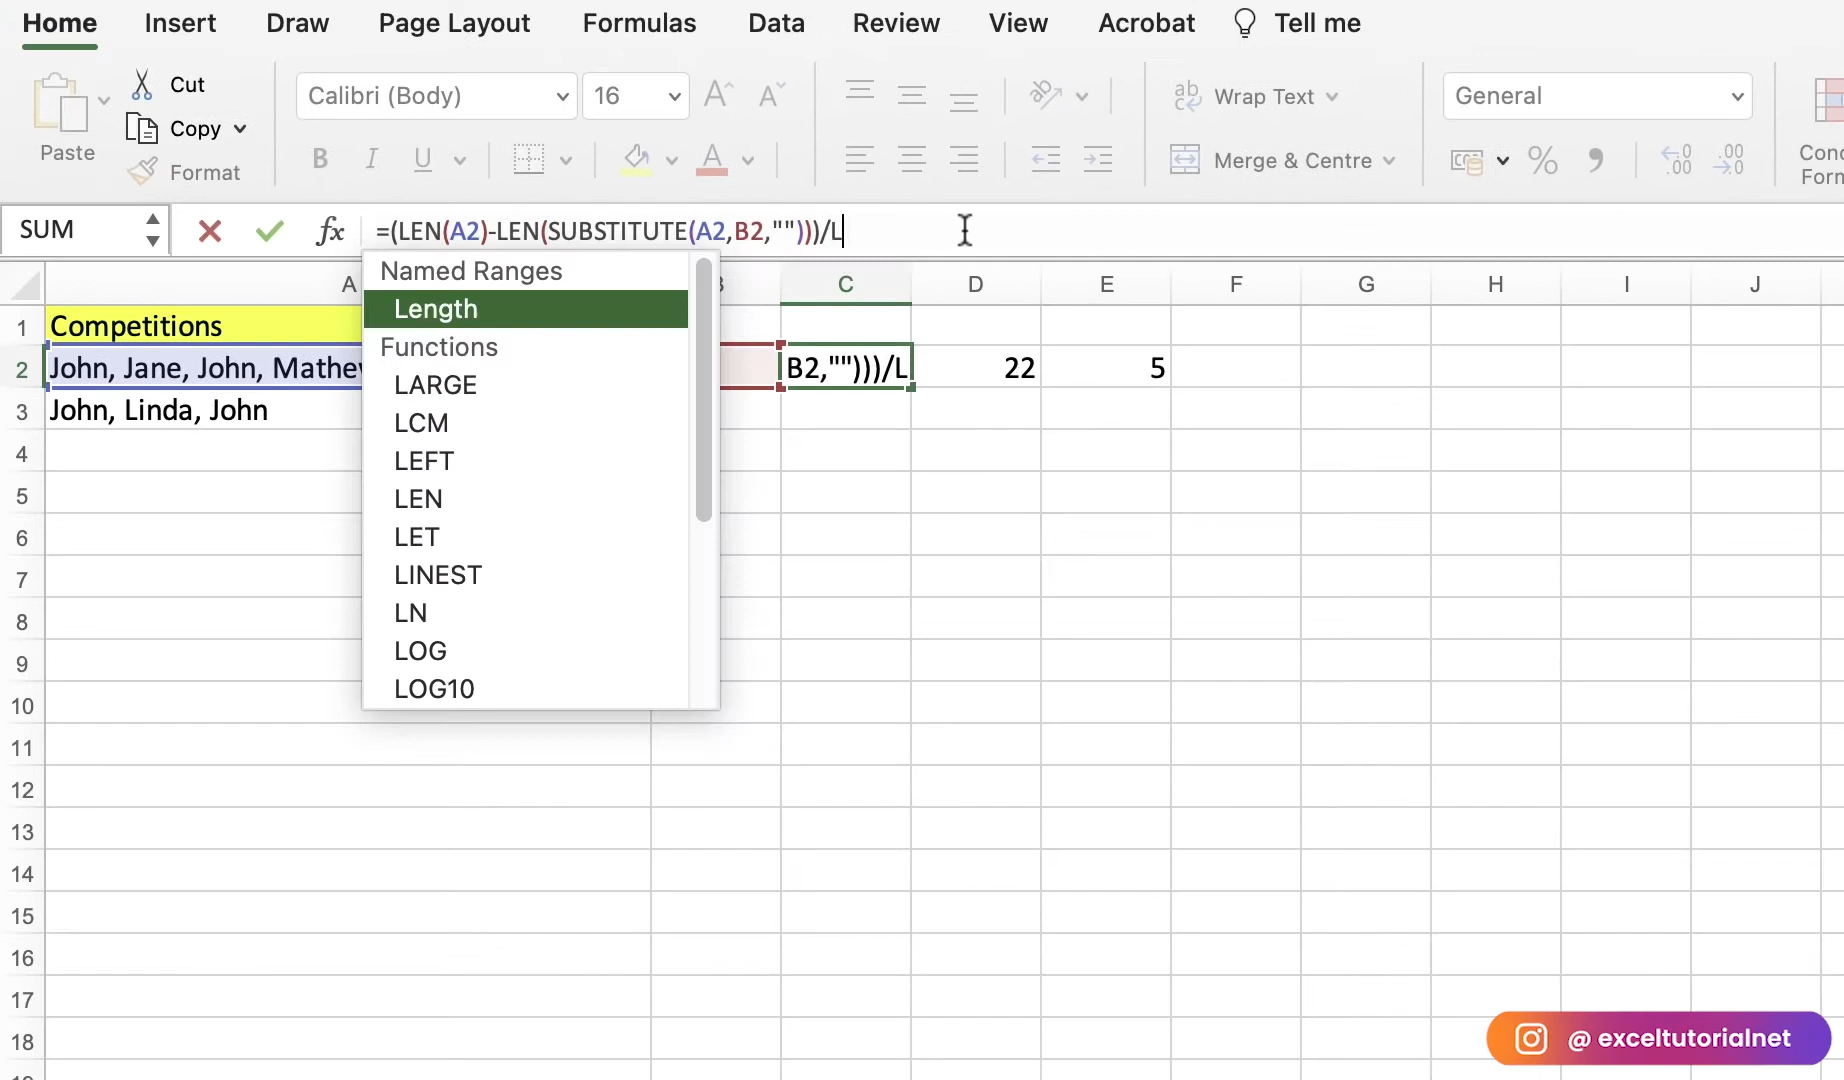 Home Insert Draw Page Layout Formulas Data Review View Acrobat Tell me
Paste
Cut
Copy
Format
Calibri (Body) 16
B I U
Wrap Text
Merge & Centre
General
SUM fx =(LEN(A2)-LEN(SUBSTITUTE(A2,B2,"")))/L
Named Ranges
Length
Functions
LARGE
LCM
LEFT
LEN
LET
LINEST
LN
LOG
LOG10
A C D E F G H I J
1 Competitions
2 John, Jane, John, B2,"")))/L 22 5
3 John, Linda, John
4
5
6
7
8
9
10
11
12
13
14
15
16
17
18
@ exceltutorialnet